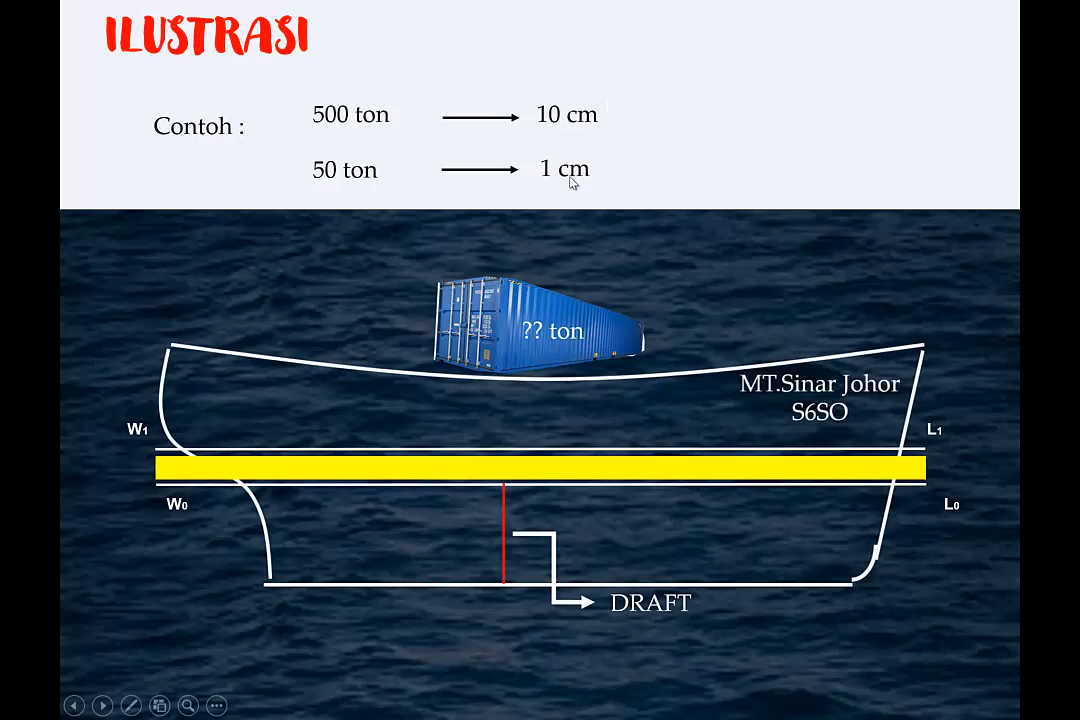 ILUSTRASI
Contoh :
500 ton
10 cm
50 ton
1 cm
?? ton
MT.Sinar Johor
S6SO
W1
L1
W0
L0
DRAFT